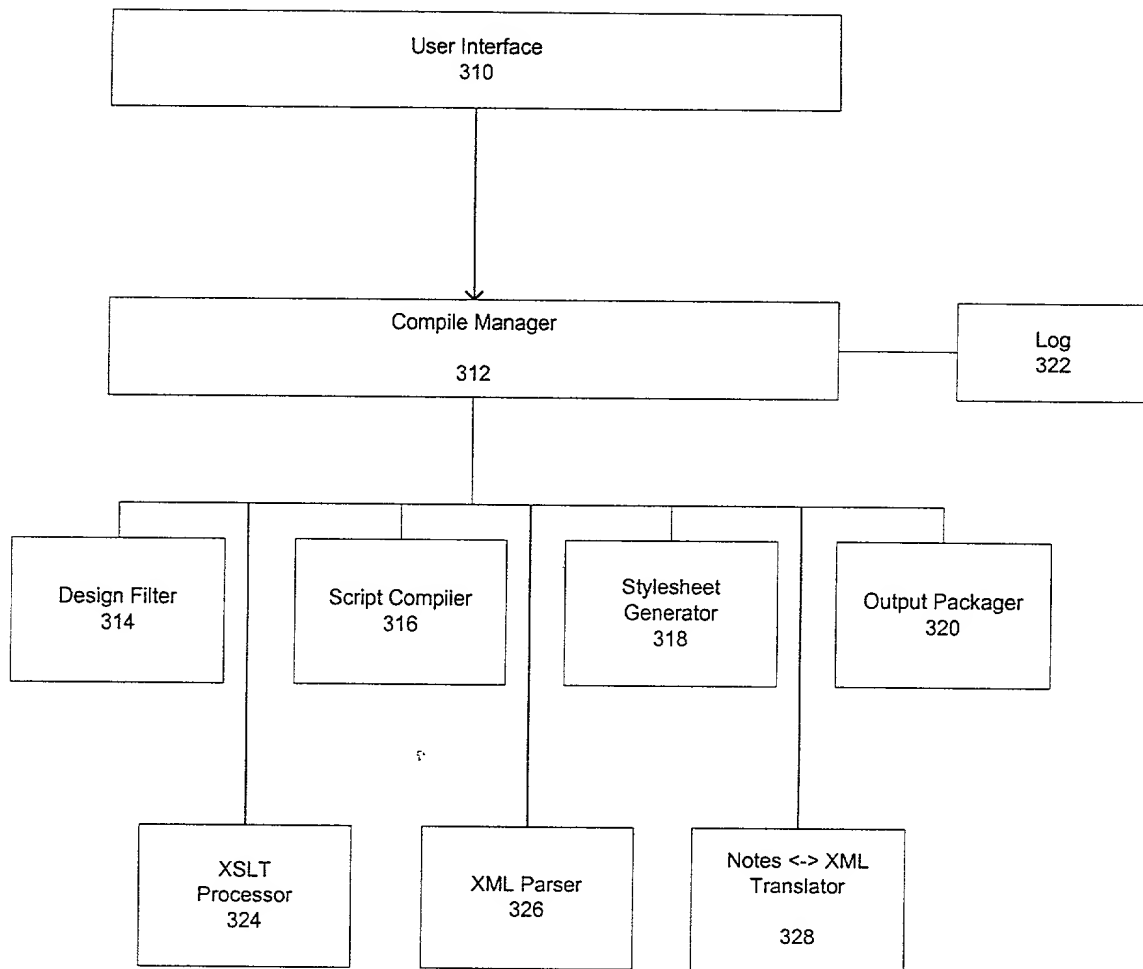 User Interface
310
Compile Manager
312
Log
322
Design Filter
314
Script Compiler
316
Stylesheet
Generator
318
Output Packager
320
XSLT
Processor
324
XML Parser
326
Notes <-> XML
Translator
328